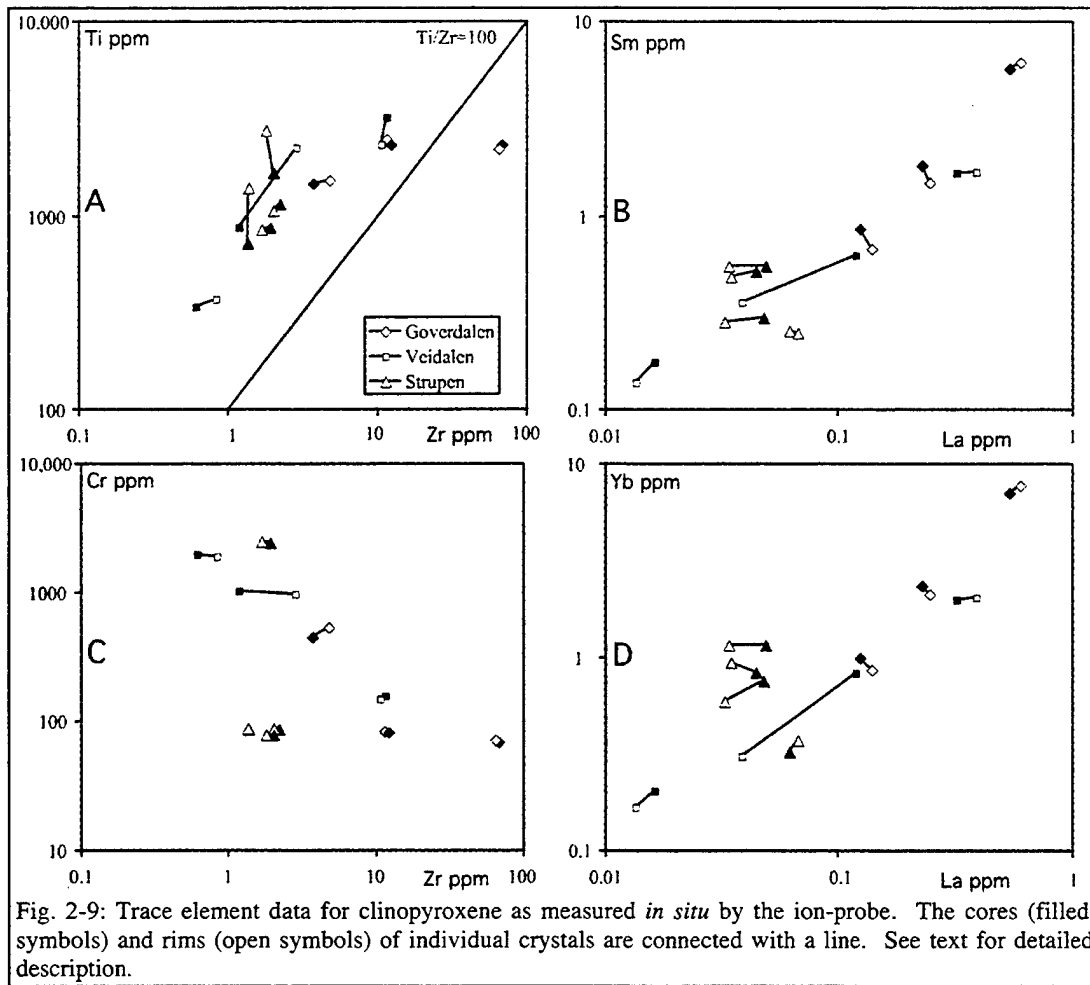 10.000
Ti ppm
Ti/Zr=100
1000
A
100
0.1
1
10
Zr ppm
100
Goverdalen
Veidalen
Strupen
10
Sm ppm
B
1
0.1
0.01
0.1
La ppm
1
10,000
Cr ppm
1000
C
100
10
0.1
1
10
Zr ppm
100
10
Yb ppm
1
D
0.1
0.01
0.1
La ppm
1
Fig. 2-9: Trace element data for clinopyroxene as measured in situ by the ion-probe. The cores (filled
symbols) and rims (open symbols) of individual crystals are connected with a line. See text for detailed
description.